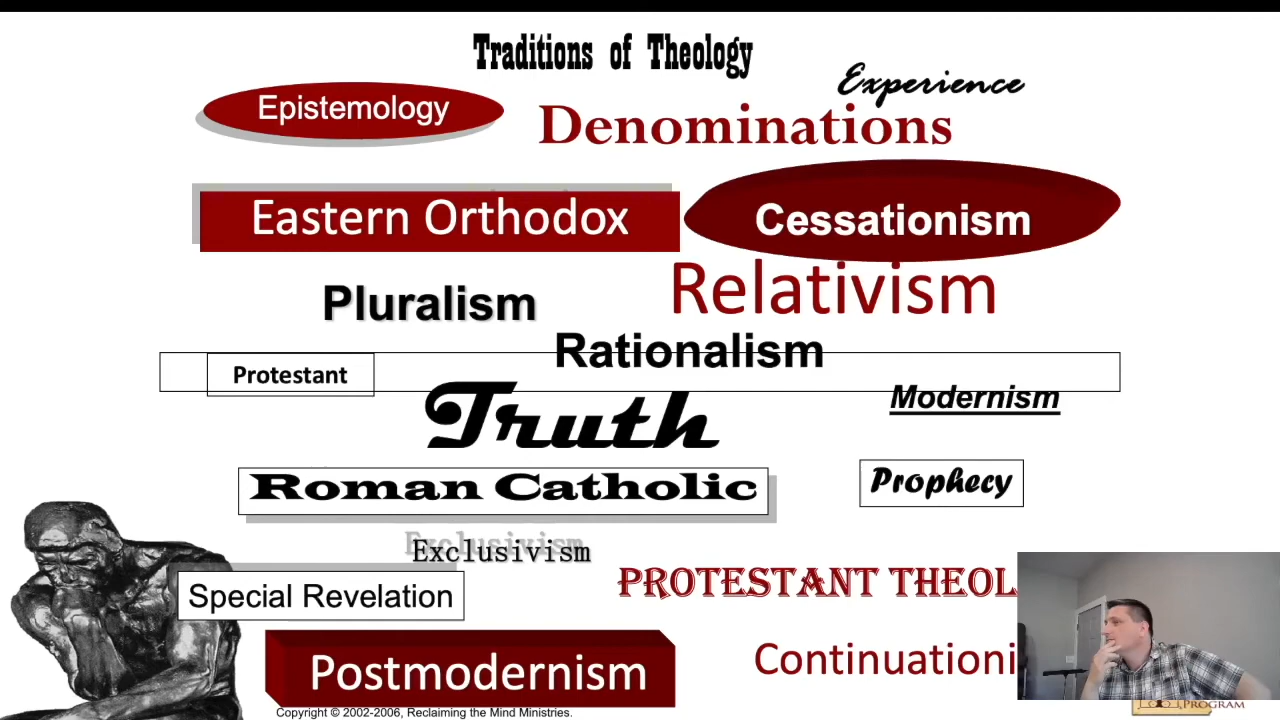 Traditions of Theology
Experience
Epistemology
Denominations
Eastern Orthodox
Cessationism
Relativism
Pluralism
Rationalism
Protestant
Modernism
Truth
Roman Catholic
Prophecy
Exclusivism
PROTESTANT THEOL
Special Revelation
Continuationi
Postmodernism
PROGRAM
Copyright © 2002-2006, Reclaiming the Mind Ministries.